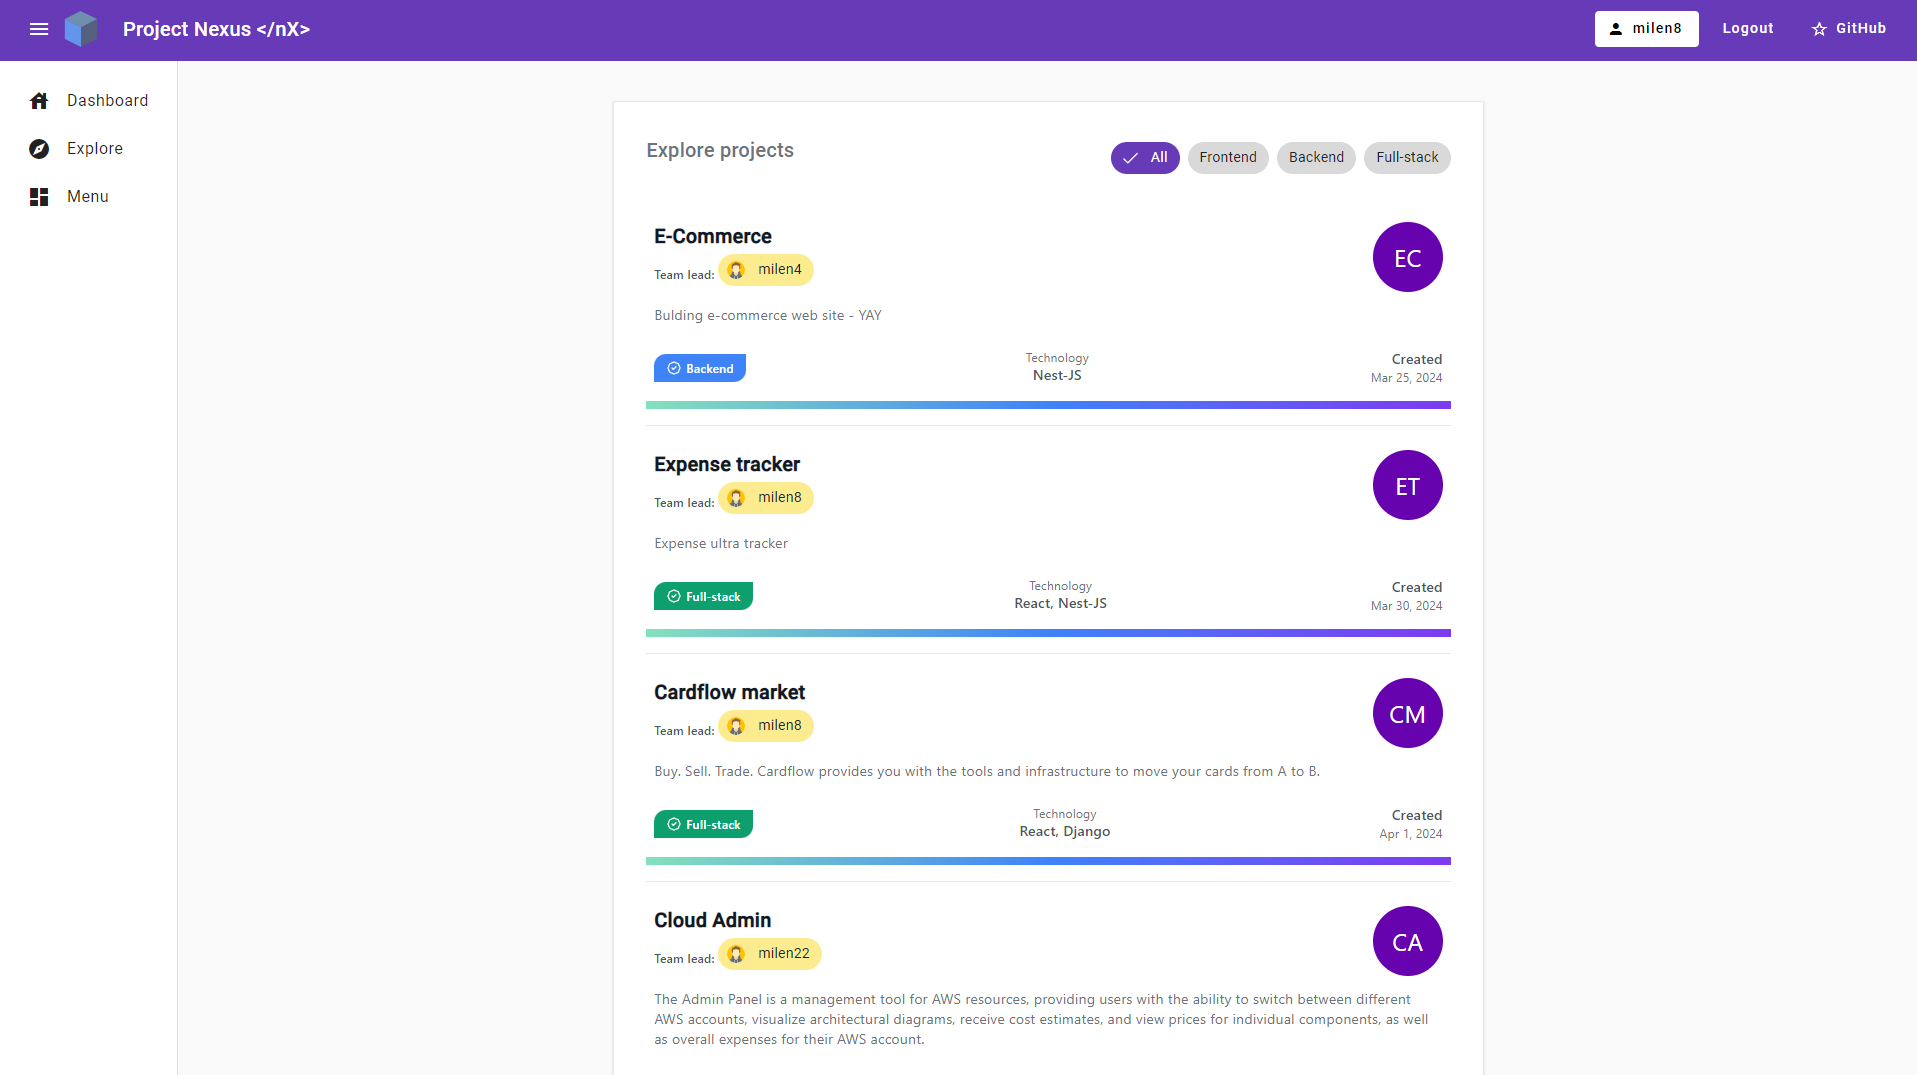 Project Nexus </nX>
milen8
Logout
GitHub
Dashboard
Explore
Menu
Explore projects
All
Frontend
Backend
Full-stack
E-Commerce
EC
Team lead: milen4
Bulding e-commerce web site - YAY
Backend
Technology
Nest-JS
Created
Mar 25, 2024
Expense tracker
ET
Team lead: milen8
Expense ultra tracker
Full-stack
Technology
React, Nest-JS
Created
Mar 30, 2024
Cardflow market
CM
Team lead: milen8
Buy. Sell. Trade. Cardflow provides you with the tools and infrastructure to move your cards from A to B.
Full-stack
Technology
React, Django
Created
Apr 1, 2024
Cloud Admin
CA
Team lead: milen22
The Admin Panel is a management tool for AWS resources, providing users with the ability to switch between different
AWS accounts, visualize architectural diagrams, receive cost estimates, and view prices for individual components, as well
as overall expenses for their AWS account.